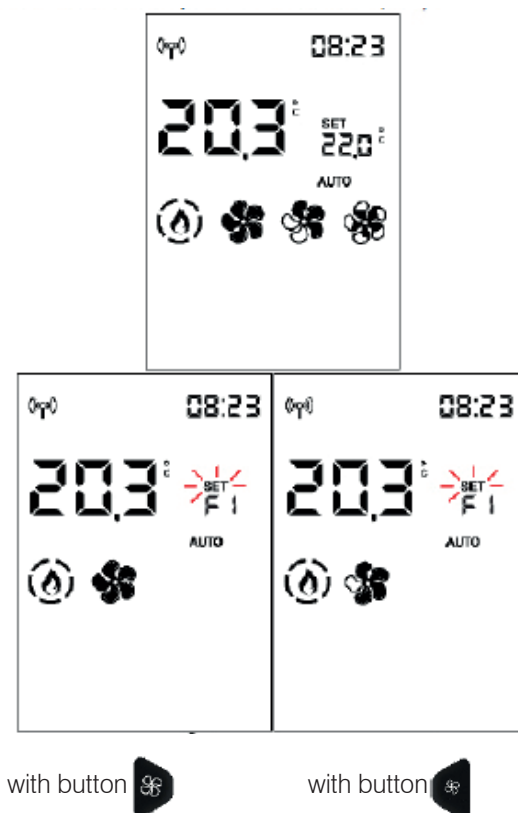 08:23
20,3 °C SET 22,0 °C
AUTO
08:23 08:23
20,3 °C SET F1 20,3 °C SET F1
AUTO AUTO
with button with button